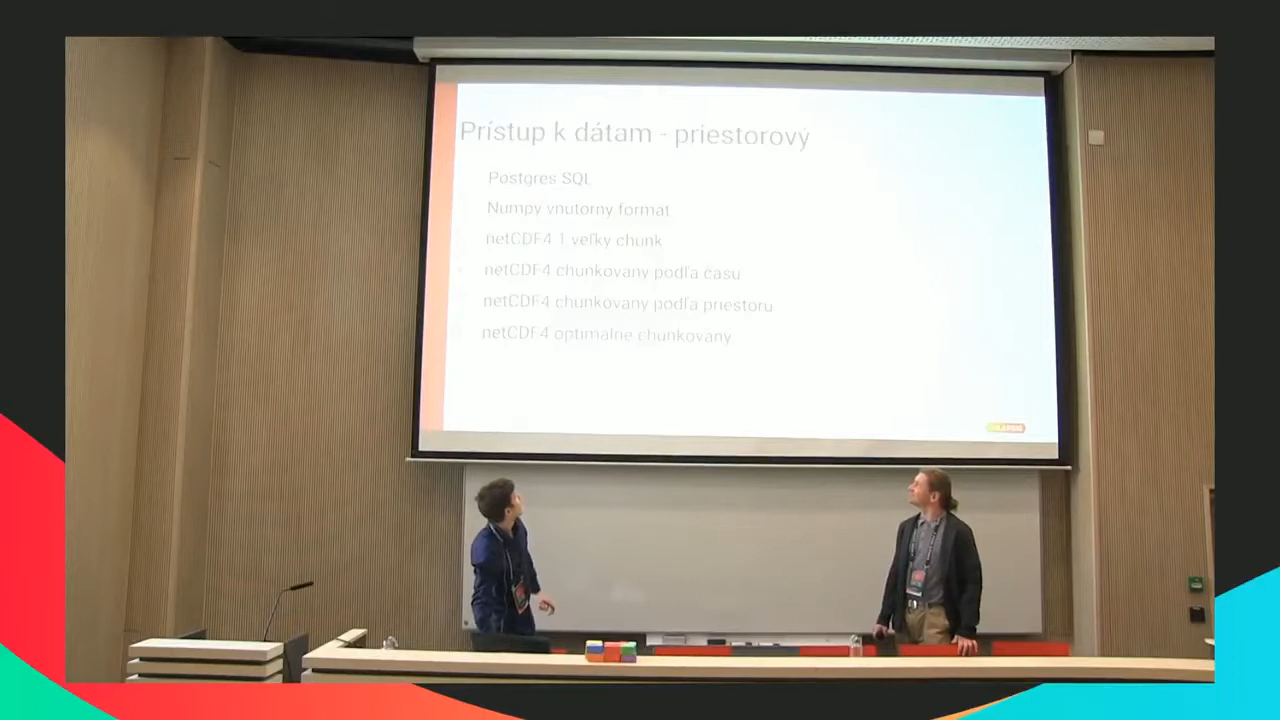 Prístup k dátam - priestorový
Postgres SQL
Numpy vnutorny format
netCDF4 1 veľky chunk
netCDF4 chunkovany podľa casu
netCDF4 chunkovany podľa priestoru
netCDF4 optimalne chunkovany